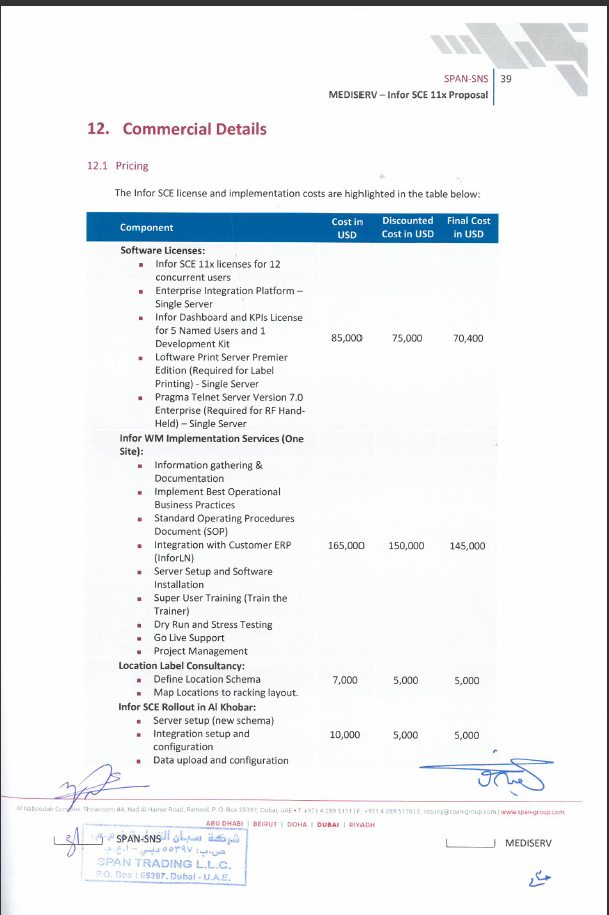 SPAN-SNS 39
MEDISERV – Infor SCE 11x Proposal
12. Commercial Details
12.1 Pricing
The Infor SCE license and implementation costs are highlighted in the table below:
Component
Cost in
USD
Discounted
Cost in USD
Final Cost
in USD
Software Licenses:
▪ Infor SCE 11x licenses for 12
concurrent users
▪ Enterprise Integration Platform –
Single Server
▪ Infor Dashboard and KPIs License
for 5 Named Users and 1
Development Kit
▪ Loftware Print Server Premier
Edition (Required for Label
Printing) - Single Server
▪ Pragma Telnet Server Version 7.0
Enterprise (Required for RF Hand-
Held) – Single Server
85,000 75,000 70,400
Infor WM Implementation Services (One
Site):
▪ Information gathering &
Documentation
▪ Implement Best Operational
Business Practices
▪ Standard Operating Procedures
Document (SOP)
▪ Integration with Customer ERP
(InforLN)
▪ Server Setup and Software
Installation
▪ Super User Training (Train the
Trainer)
▪ Dry Run and Stress Testing
▪ Go Live Support
▪ Project Management
165,000 150,000 145,000
Location Label Consultancy:
▪ Define Location Schema
▪ Map Locations to racking layout.
7,000 5,000 5,000
Infor SCE Rollout in Al Khobar:
▪ Server setup (new schema)
▪ Integration setup and
configuration
▪ Data upload and configuration
10,000 5,000 5,000
Al Naboodah Complex, Showroom #4, Nad Al Hamar Road, Ramool, P. O. Box 55397, Dubai, UAE • T: +971 4 289 5111 | F: +971 4 289 5110 | E: inquiry@span-group.com | www.span-group.com
ABU DHABI | BEIRUT | DOHA | DUBAI | RIYADH
SPAN-SNS
MEDISERV
ص.ب: ٥٥٣٩٧ دبي - ا.ع.م.
SPAN TRADING L.L.C.
P.O. Box : 55397, Dubai - U.A.E.